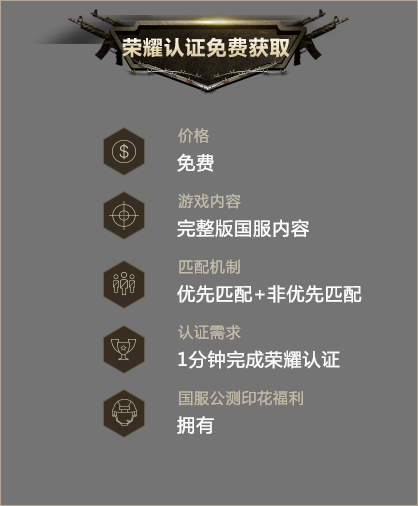 荣耀认证免费获取
价格
免费
游戏内容
完整版国服内容
匹配机制
优先匹配+非优先匹配
认证需求
1分钟完成荣耀认证
国服公测印花福利
拥有